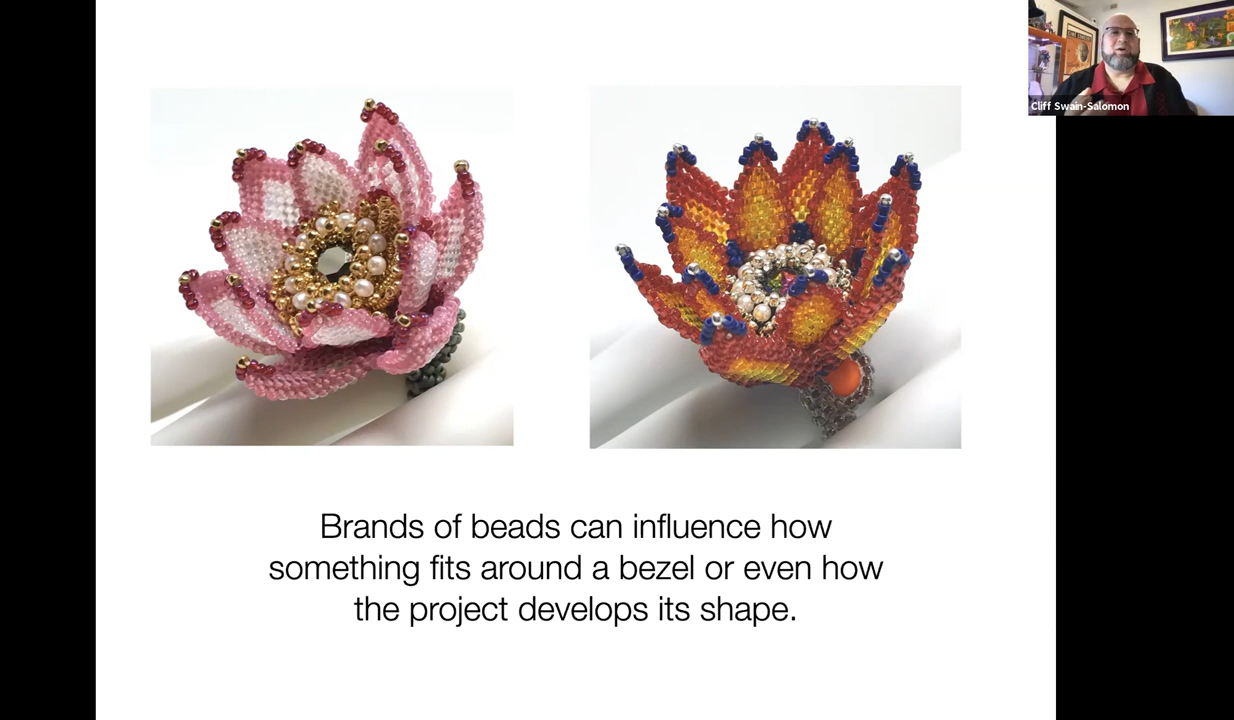 Cliff Swain-Salomon
Brands of beads can influence how
something fits around a bezel or even how
the project develops its shape.